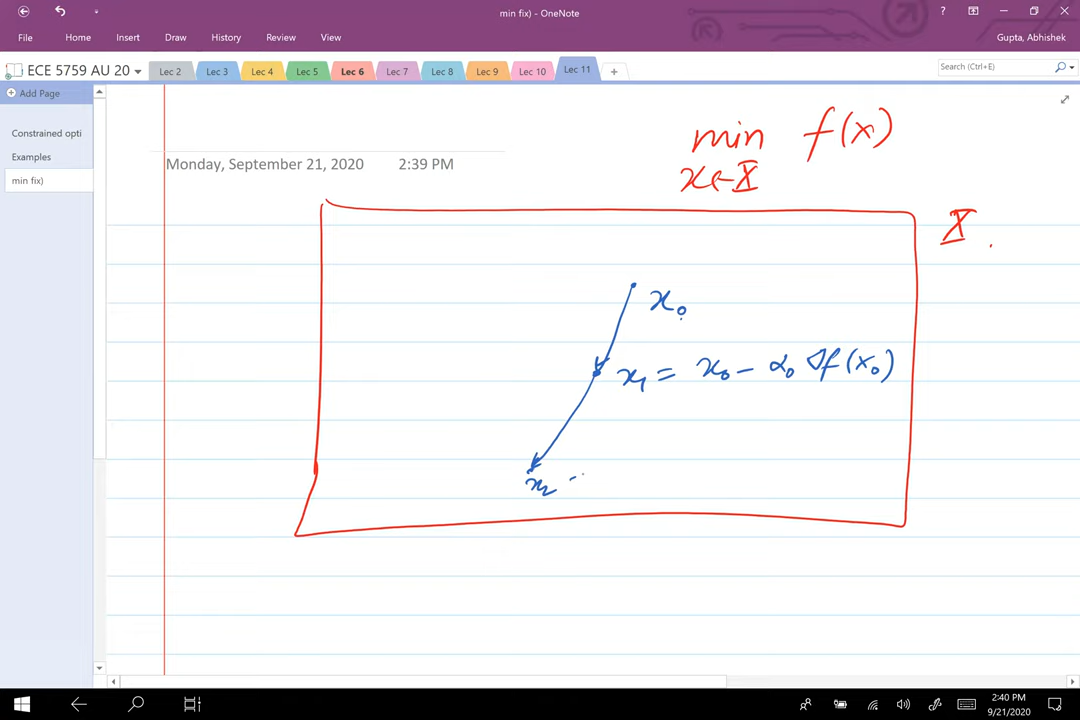 min fix) - OneNote
File Home Insert Draw History Review View
Gupta, Abhishek
ECE 5759 AU 20
Lec 2 Lec 3 Lec 4 Lec 5 Lec 6 Lec 7 Lec 8 Lec 9 Lec 10 Lec 11 +
Search (Ctrl+E)
Add Page
Constrained opti
Examples
min fix)
Monday, September 21, 2020 2:39 PM
min f(x)
x∈X
X
x₀
x₁ = x₀ - α₀ ∇f(x₀)
x₂
2:40 PM
9/21/2020